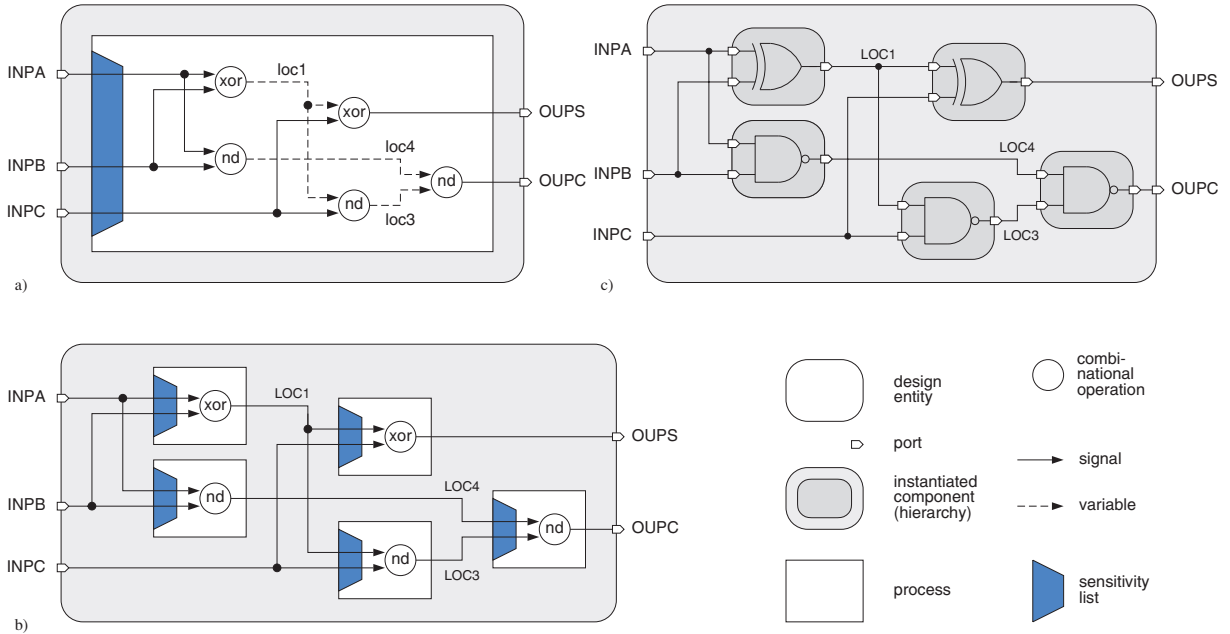 INPA
INPB
INPC
xor
loc1
xor
nd
loc4
nd
nd
loc3
OUPS
OUPC
a)
INPA
INPB
INPC
LOC1
LOC4
LOC3
OUPS
OUPC
c)
INPA
INPB
INPC
xor
LOC1
xor
nd
LOC4
nd
nd
LOC3
OUPS
OUPC
b)
design
entity
port
instantiated
component
(hierarchy)
process
combi-
national
operation
signal
variable
sensitivity
list